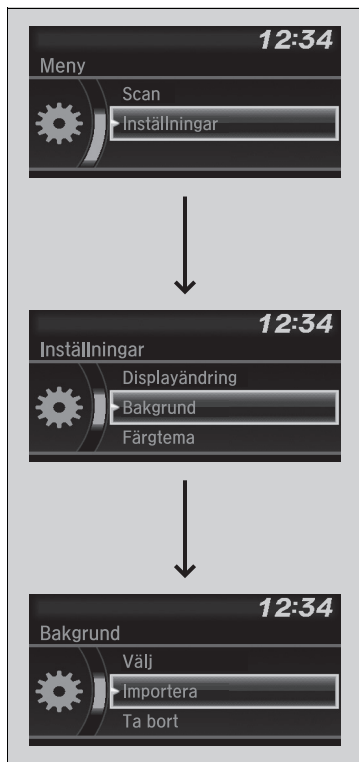 12:34
Meny
Scan
Inställningar
12:34
Inställningar
Displayändring
Bakgrund
Färgtema
12:34
Bakgrund
Välj
Importera
Ta bort